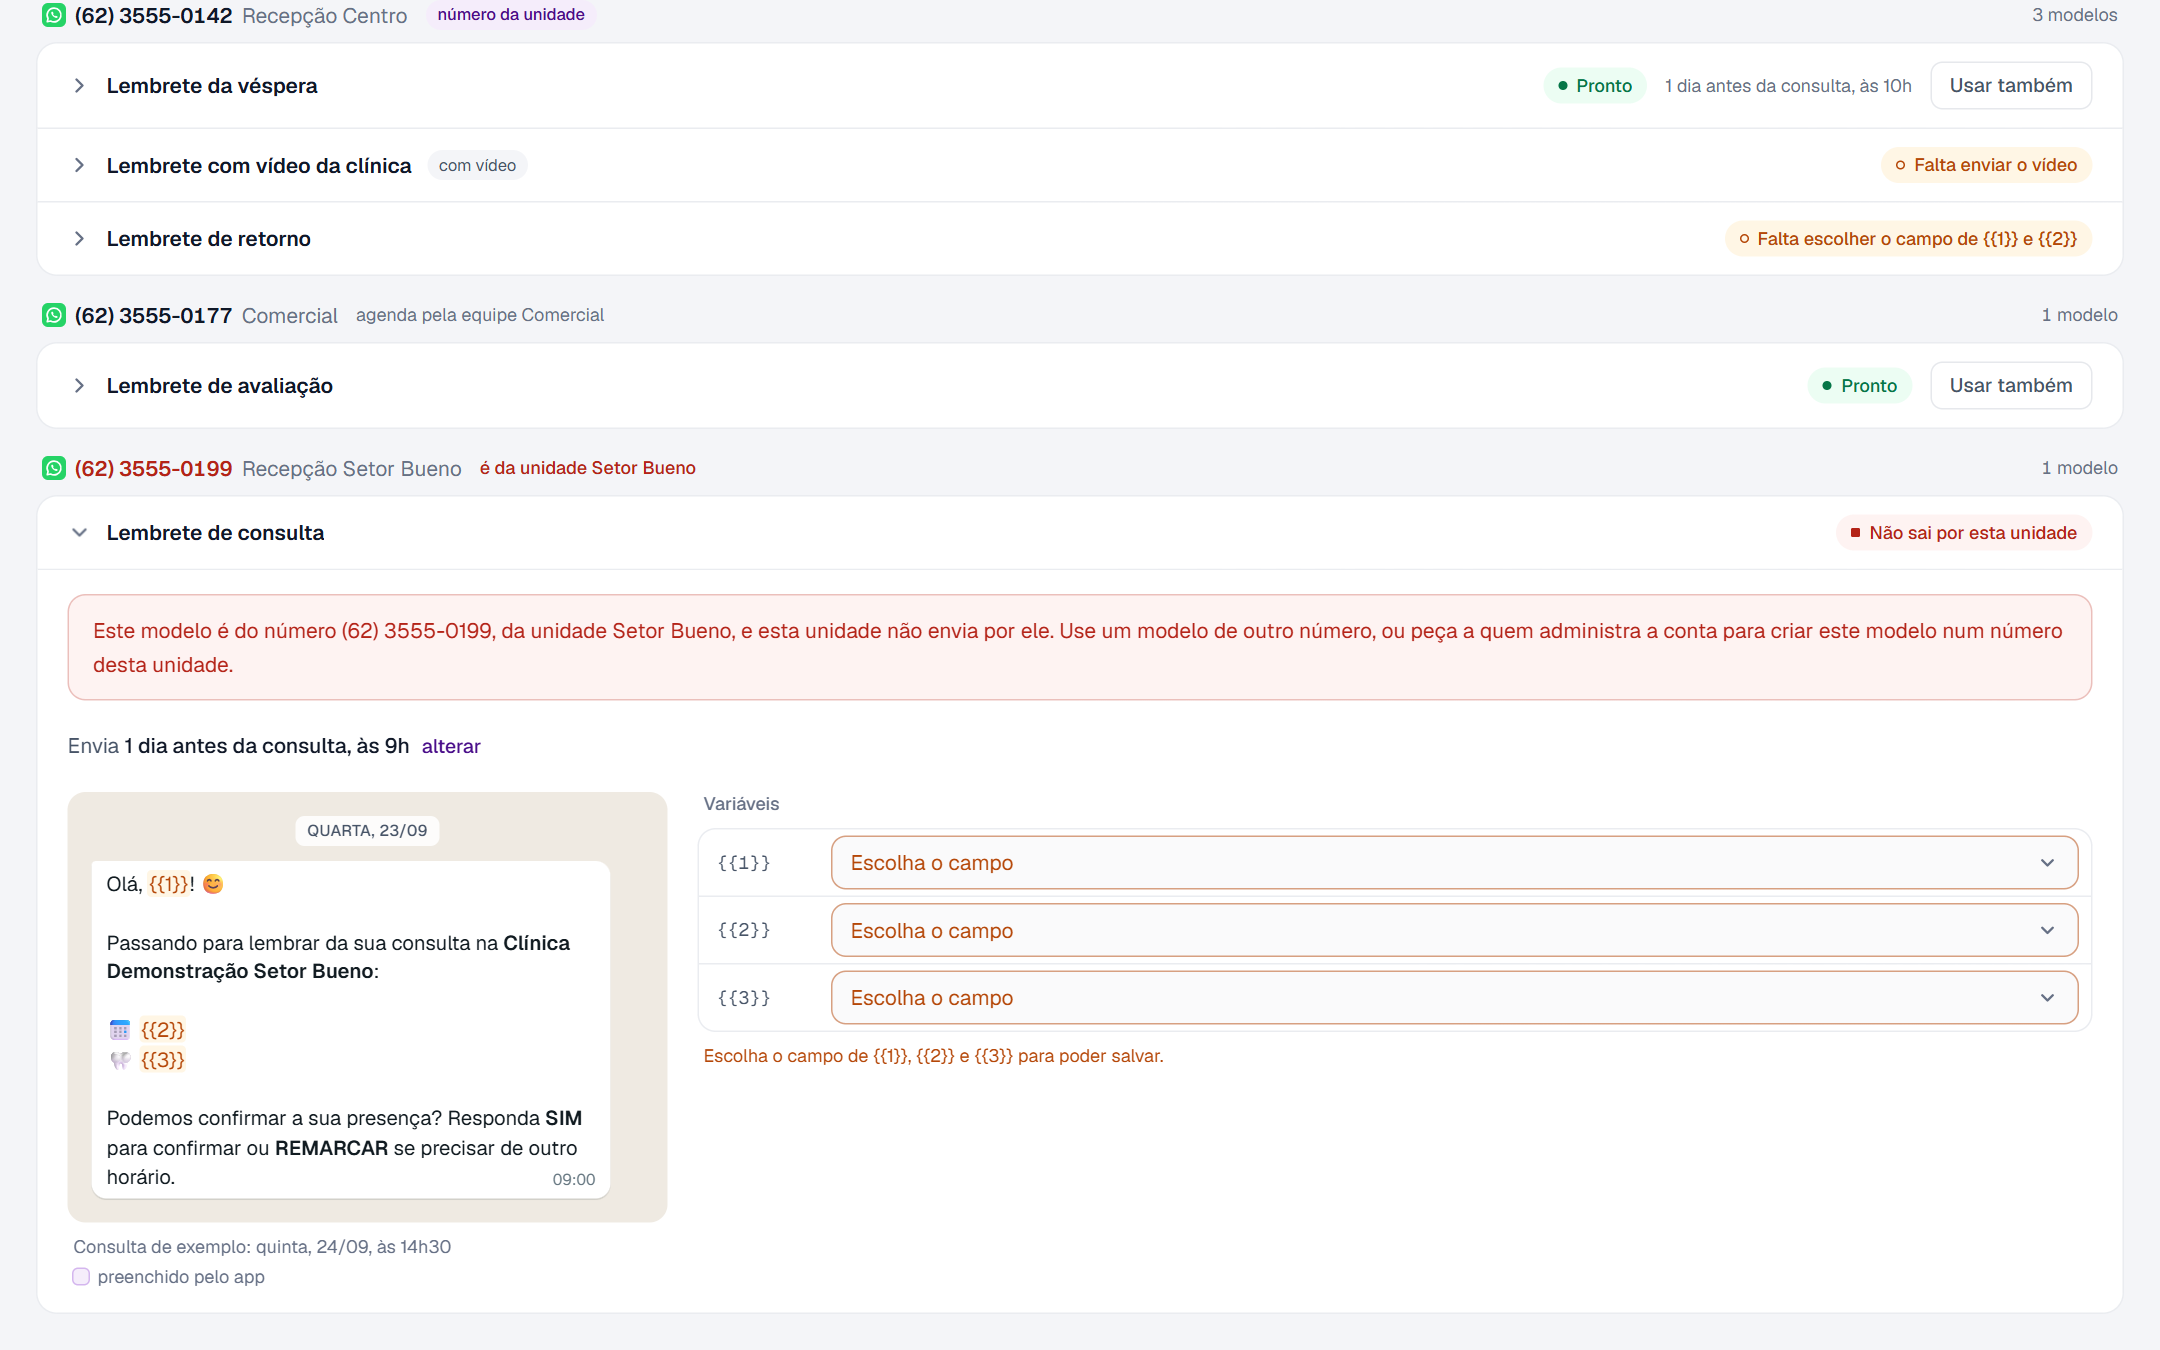 (62) 3555-0142 Recepção Centro número da unidade 3 modelos
Lembrete da véspera Pronto 1 dia antes da consulta, às 10h Usar também
Lembrete com vídeo da clínica com vídeo Falta enviar o vídeo
Lembrete de retorno Falta escolher o campo de {{1}} e {{2}}
(62) 3555-0177 Comercial agenda pela equipe Comercial 1 modelo
Lembrete de avaliação Pronto Usar também
(62) 3555-0199 Recepção Setor Bueno é da unidade Setor Bueno 1 modelo
Lembrete de consulta Não sai por esta unidade
Este modelo é do número (62) 3555-0199, da unidade Setor Bueno, e esta unidade não envia por ele. Use um modelo de outro número, ou peça a quem administra a conta para criar este modelo num número
desta unidade.
Envia 1 dia antes da consulta, às 9h alterar
QUARTA, 23/09
Olá, {{1}}! 😊
Passando para lembrar da sua consulta na Clínica
Demonstração Setor Bueno:
📅 {{2}}
🦷 {{3}}
Podemos confirmar a sua presença? Responda SIM
para confirmar ou REMARCAR se precisar de outro
horário. 09:00
Consulta de exemplo: quinta, 24/09, às 14h30
preenchido pelo app
Variáveis
{{1}} Escolha o campo
{{2}} Escolha o campo
{{3}} Escolha o campo
Escolha o campo de {{1}}, {{2}} e {{3}} para poder salvar.